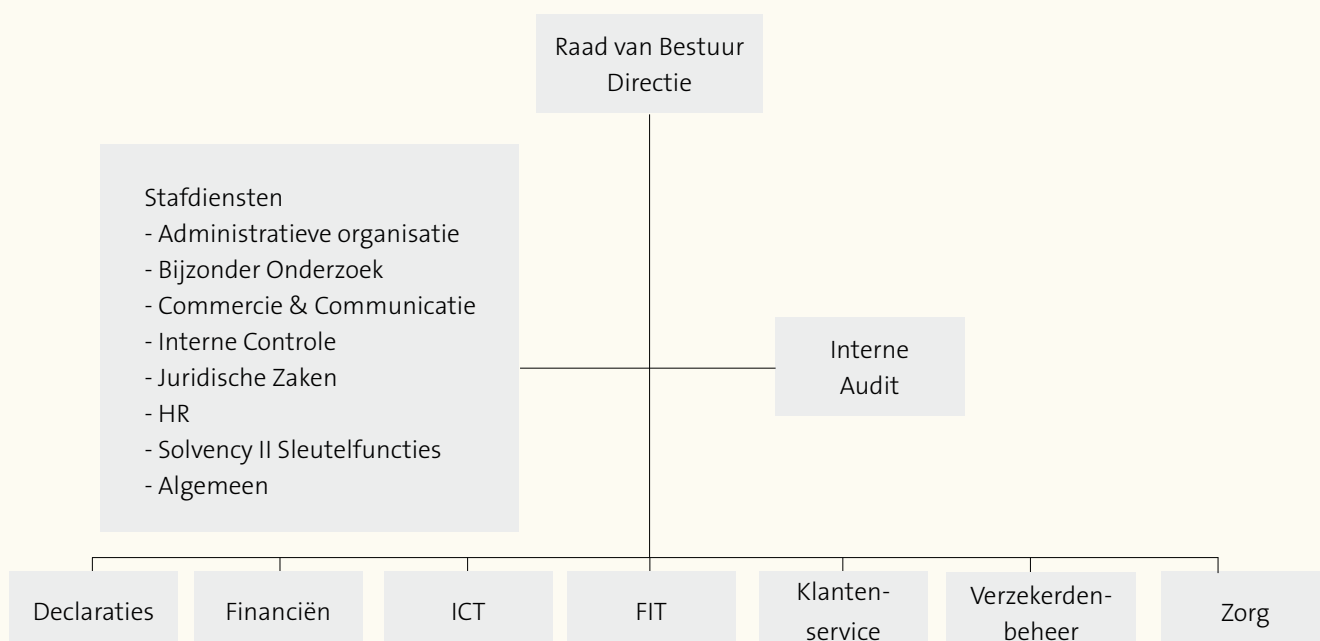 Raad van Bestuur
Directie
Stafdiensten
- Administratieve organisatie
- Bijzonder Onderzoek
- Commercie & Communicatie
- Interne Controle
- Juridische Zaken
- HR
- Solvency II Sleutelfuncties
- Algemeen
Interne
Audit
Declaraties
Financiën
ICT
FIT
Klanten-
service
Verzekerden-
beheer
Zorg